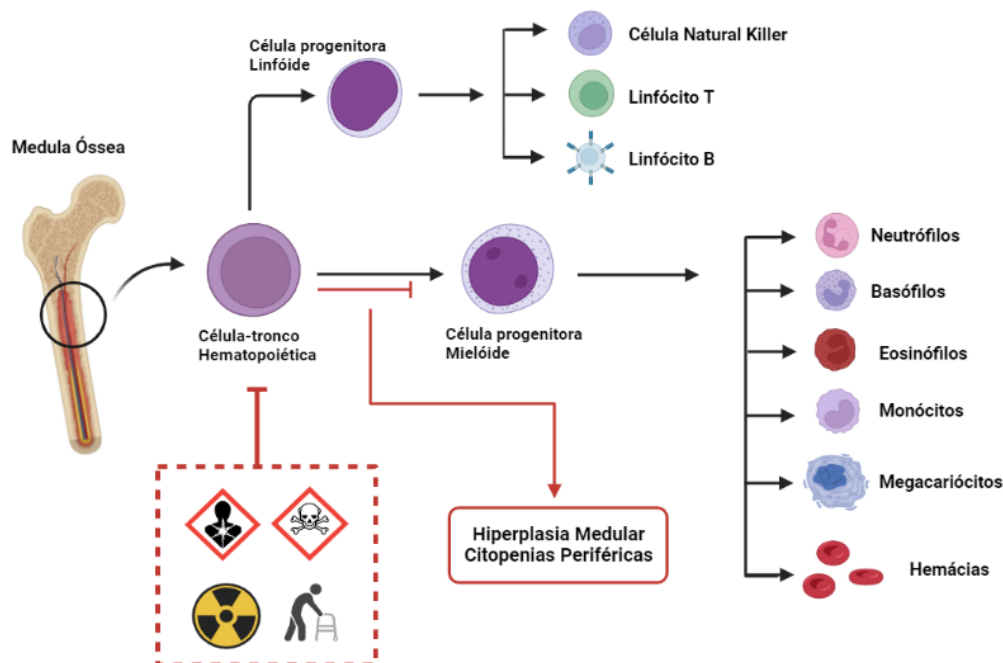 Célula progenitora
Linfóide
Célula Natural Killer
Linfócito T
Linfócito B
Medula Óssea
Célula-tronco
Hematopoiética
Célula progenitora
Mielóide
Neutrófilos
Basófilos
Eosinófilos
Monócitos
Megacariócitos
Hemácias
Hiperplasia Medular
Citopenias Periféricas